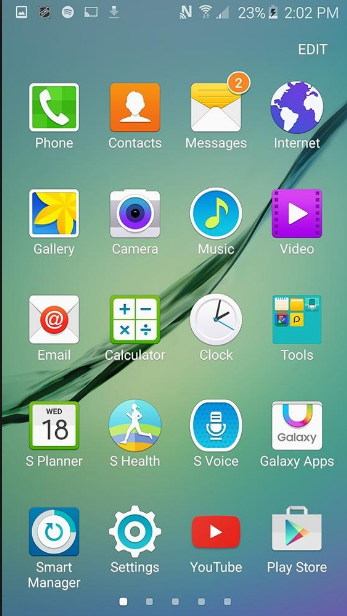 23% 2:02 PM
EDIT
2
Phone Contacts Messages Internet
Gallery Camera Music Video
@
Email Calculator Clock Tools
WED
18
Galaxy
S Planner S Health S Voice Galaxy Apps
Smart Manager Settings YouTube Play Store